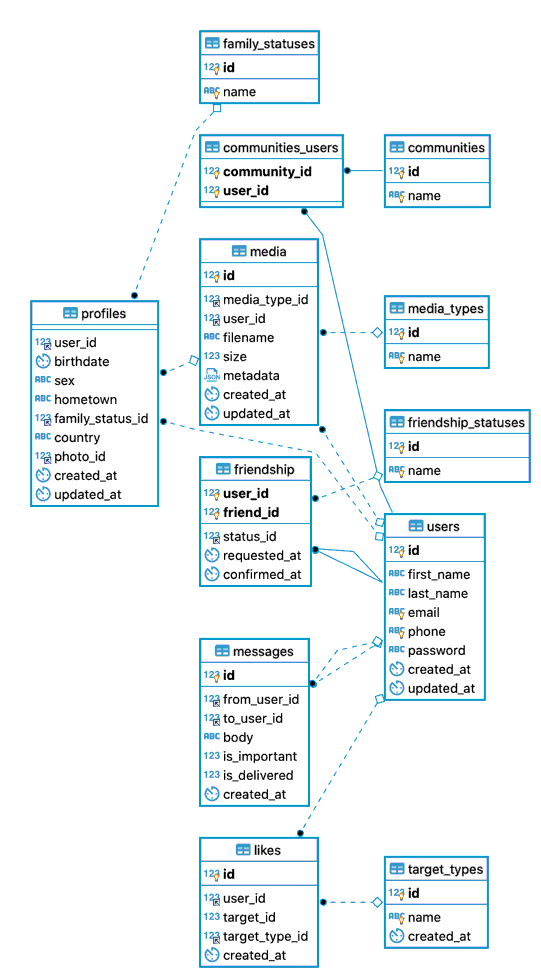 family_statuses
123 id
ABC name
communities_users
123 community_id
123 user_id
communities
123 id
ABC name
media
123 id
123 media_type_id
123 user_id
ABC filename
123 size
JSON metadata
created_at
updated_at
media_types
123 id
ABC name
profiles
123 user_id
birthdate
ABC sex
ABC hometown
123 family_status_id
ABC country
123 photo_id
created_at
updated_at
friendship_statuses
123 id
ABC name
friendship
123 user_id
123 friend_id
123 status_id
requested_at
confirmed_at
users
123 id
ABC first_name
ABC last_name
ABC email
ABC phone
ABC password
created_at
updated_at
messages
123 id
123 from_user_id
123 to_user_id
ABC body
123 is_important
123 is_delivered
created_at
likes
123 id
123 user_id
123 target_id
123 target_type_id
created_at
target_types
123 id
ABC name
created_at